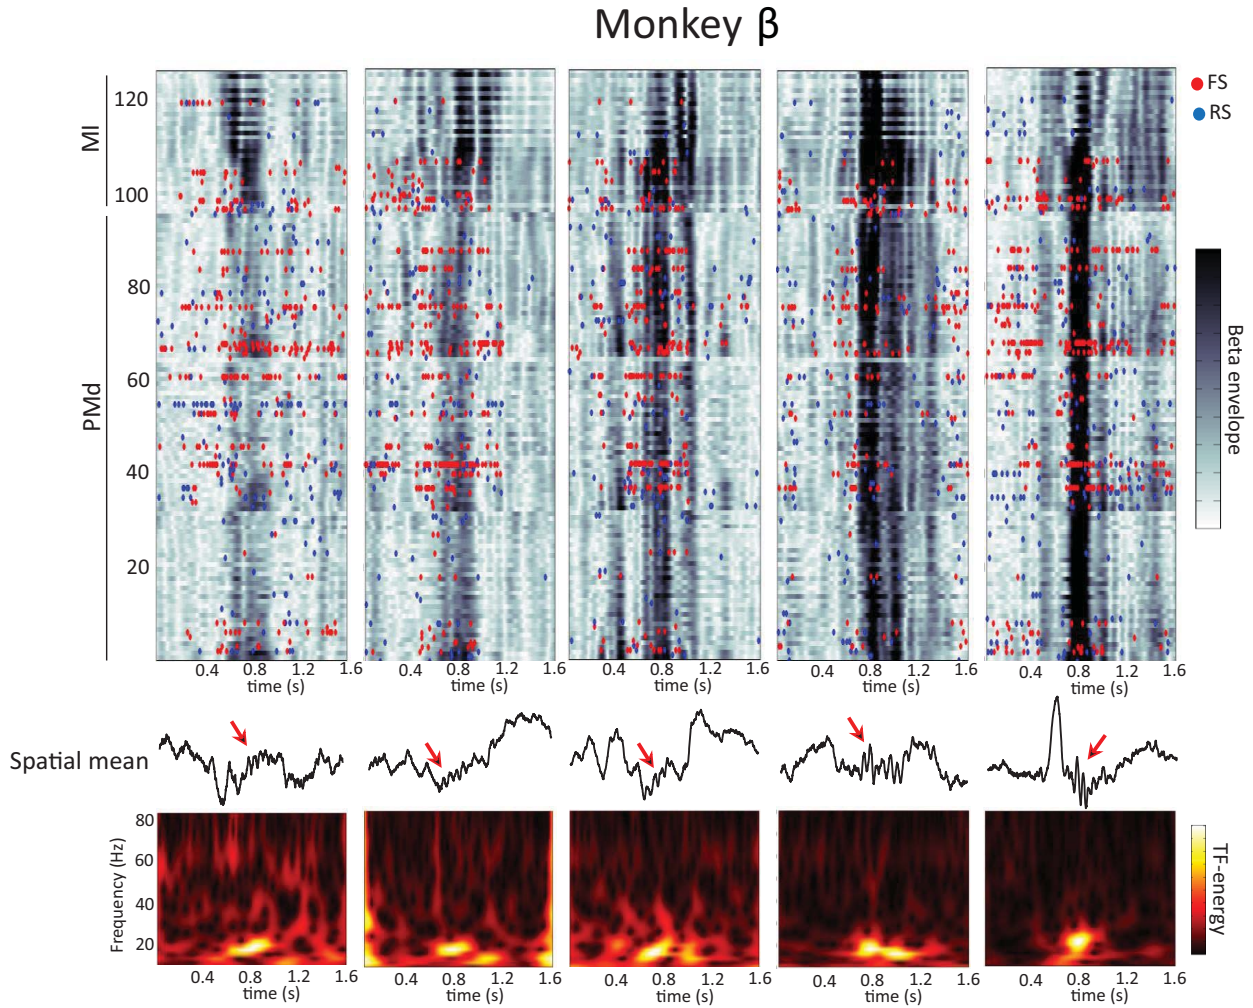 Monkey β
FS
RS
MI
PMd
120
100
80
60
40
20
Beta envelope
0.4 0.8 1.2 1.6
time (s)
0.4 0.8 1.2 1.6
time (s)
0.4 0.8 1.2 1.6
time (s)
0.4 0.8 1.2 1.6
time (s)
0.4 0.8 1.2 1.6
time (s)
Spatial mean
Frequency (Hz)
80
60
40
20
TF-energy
0.4 0.8 1.2 1.6
time (s)
0.4 0.8 1.2 1.6
time (s)
0.4 0.8 1.2 1.6
time (s)
0.4 0.8 1.2 1.6
time (s)
0.4 0.8 1.2 1.6
time (s)